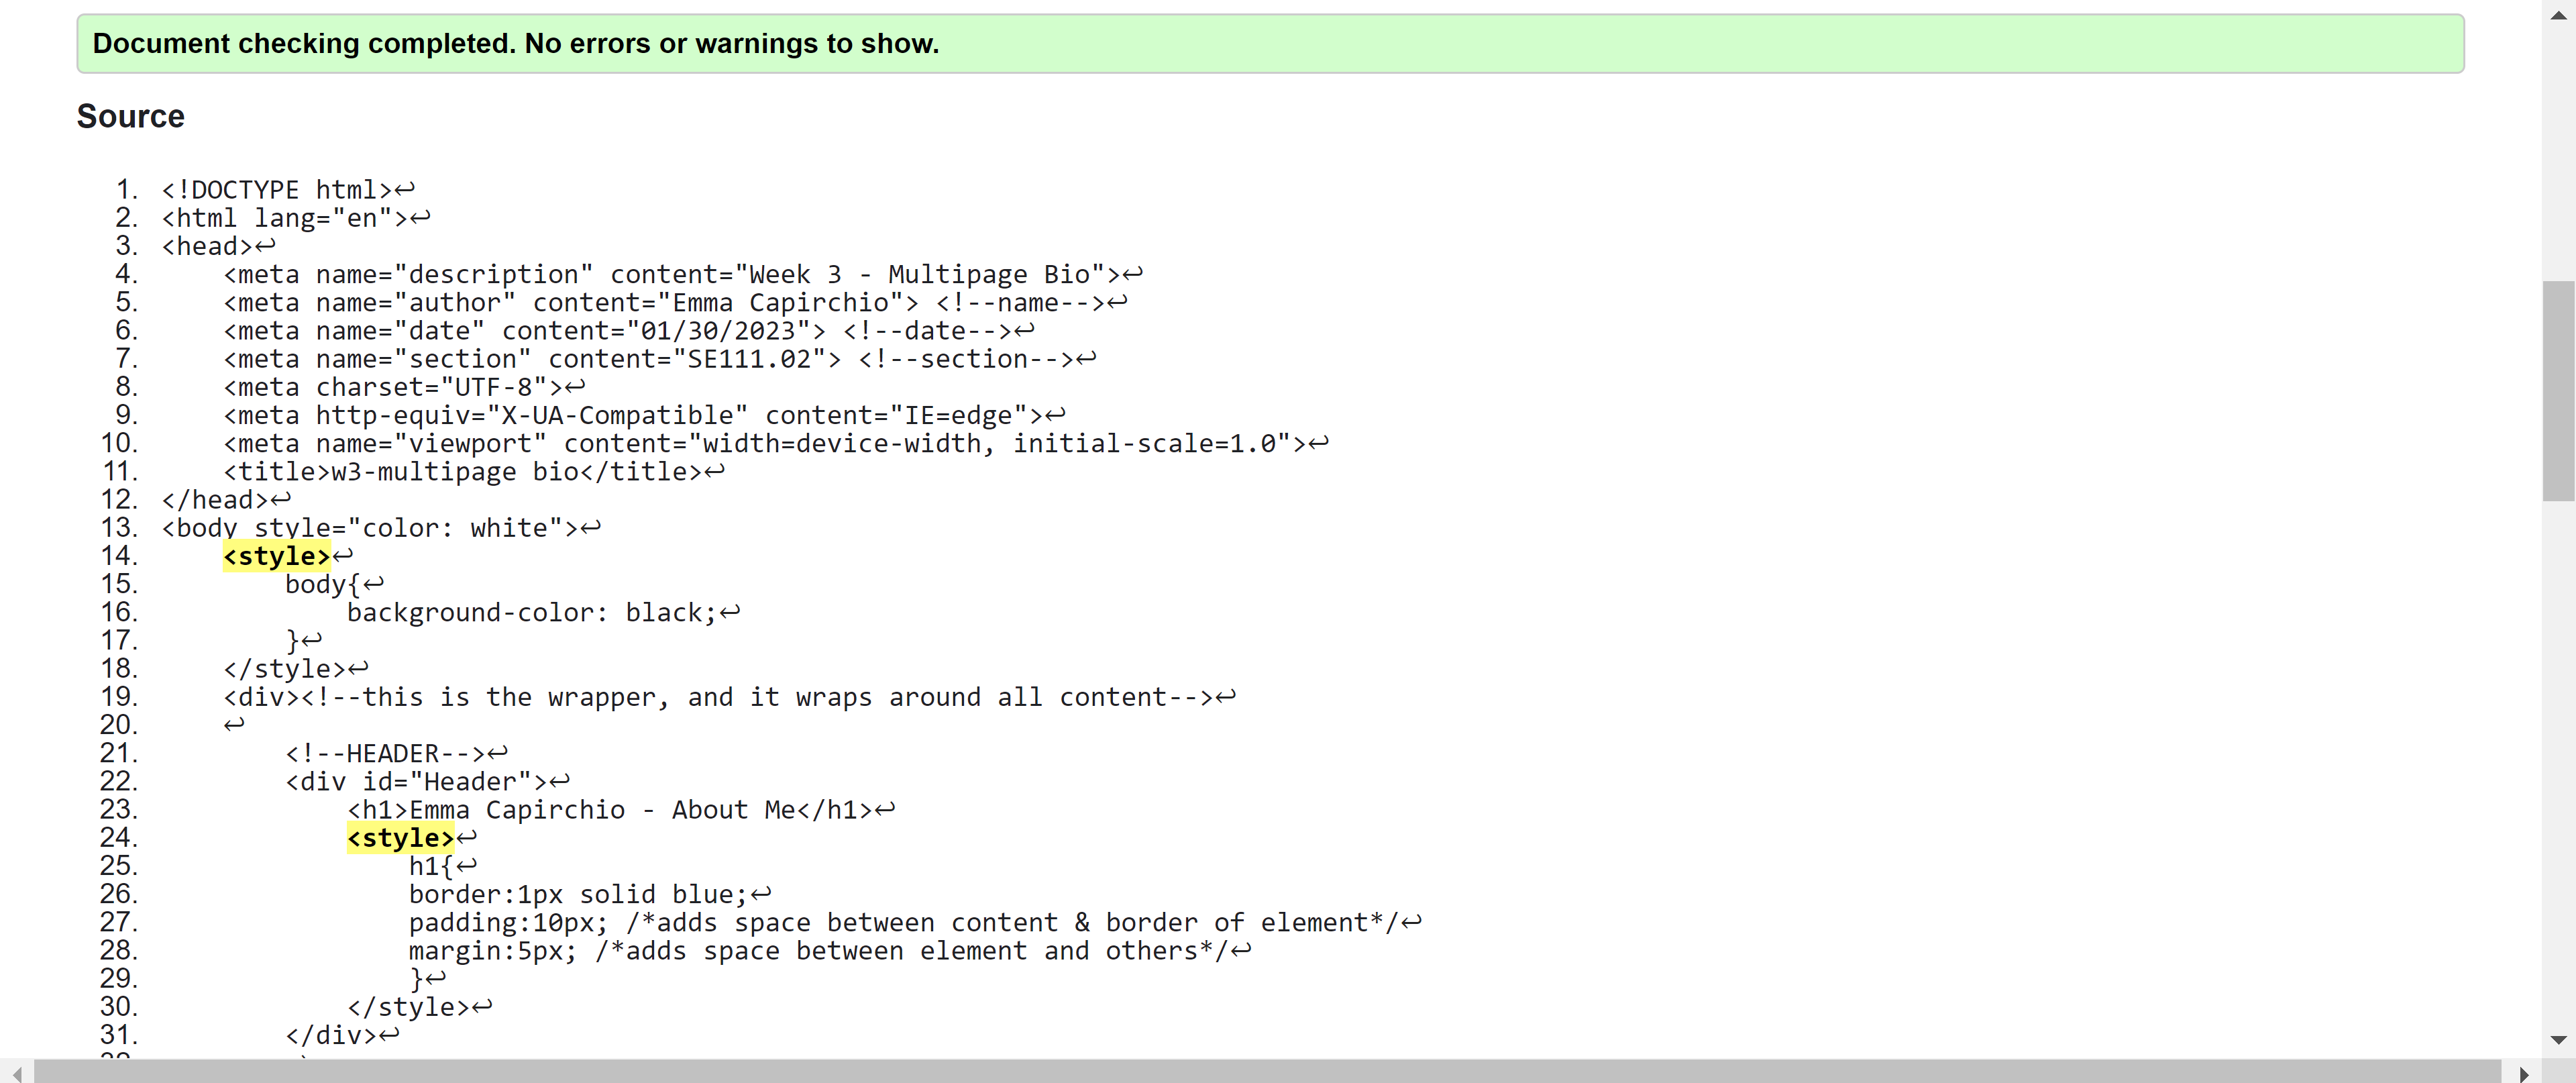 Document checking completed. No errors or warnings to show.
Source
1. <!DOCTYPE html>↩
2. <html lang="en">↩
3. <head>↩
4.     <meta name="description" content="Week 3 - Multipage Bio">↩
5.     <meta name="author" content="Emma Capirchio"> <!--name-->↩
6.     <meta name="date" content="01/30/2023"> <!--date-->↩
7.     <meta name="section" content="SE111.02"> <!--section-->↩
8.     <meta charset="UTF-8">↩
9.     <meta http-equiv="X-UA-Compatible" content="IE=edge">↩
10.     <meta name="viewport" content="width=device-width, initial-scale=1.0">↩
11.     <title>w3-multipage bio</title>↩
12. </head>↩
13. <body style="color: white">↩
14.     <style>↩
15.         body{↩
16.             background-color: black;↩
17.         }↩
18.     </style>↩
19.     <div><!--this is the wrapper, and it wraps around all content-->↩
20.     ↩
21.         <!--HEADER-->↩
22.         <div id="Header">↩
23.             <h1>Emma Capirchio - About Me</h1>↩
24.             <style>↩
25.                 h1{↩
26.                 border:1px solid blue;↩
27.                 padding:10px; /*adds space between content & border of element*/↩
28.                 margin:5px; /*adds space between element and others*/↩
29.                 }↩
30.             </style>↩
31.         </div>↩